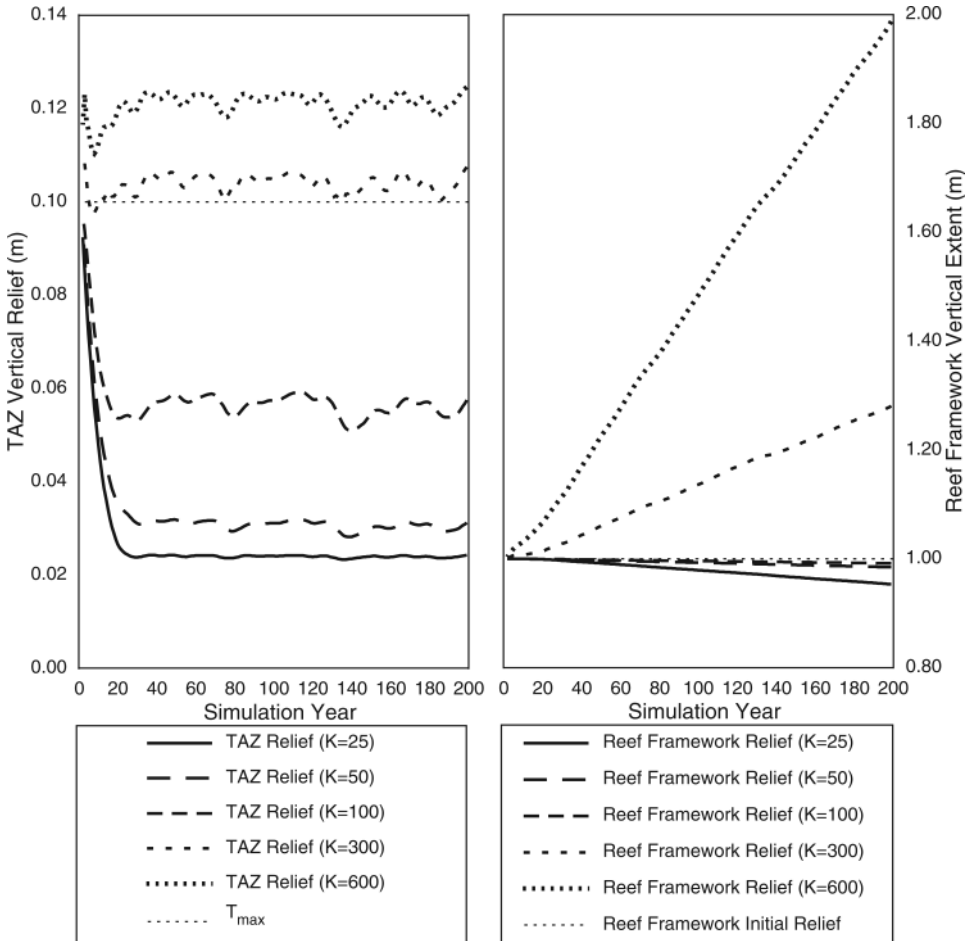 0.14
0.12
0.10
0.08
0.06
0.04
0.02
0.00
TAZ Vertical Relief (m)
0 20 40 60 80 100 120 140 160 180 200
Simulation Year
TAZ Relief (K=25)
TAZ Relief (K=50)
TAZ Relief (K=100)
TAZ Relief (K=300)
TAZ Relief (K=600)
Tmax
2.00
1.80
1.60
1.40
1.20
1.00
0.80
Reef Framework Vertical Extent (m)
0 20 40 60 80 100 120 140 160 180 200
Simulation Year
Reef Framework Relief (K=25)
Reef Framework Relief (K=50)
Reef Framework Relief (K=100)
Reef Framework Relief (K=300)
Reef Framework Relief (K=600)
Reef Framework Initial Relief